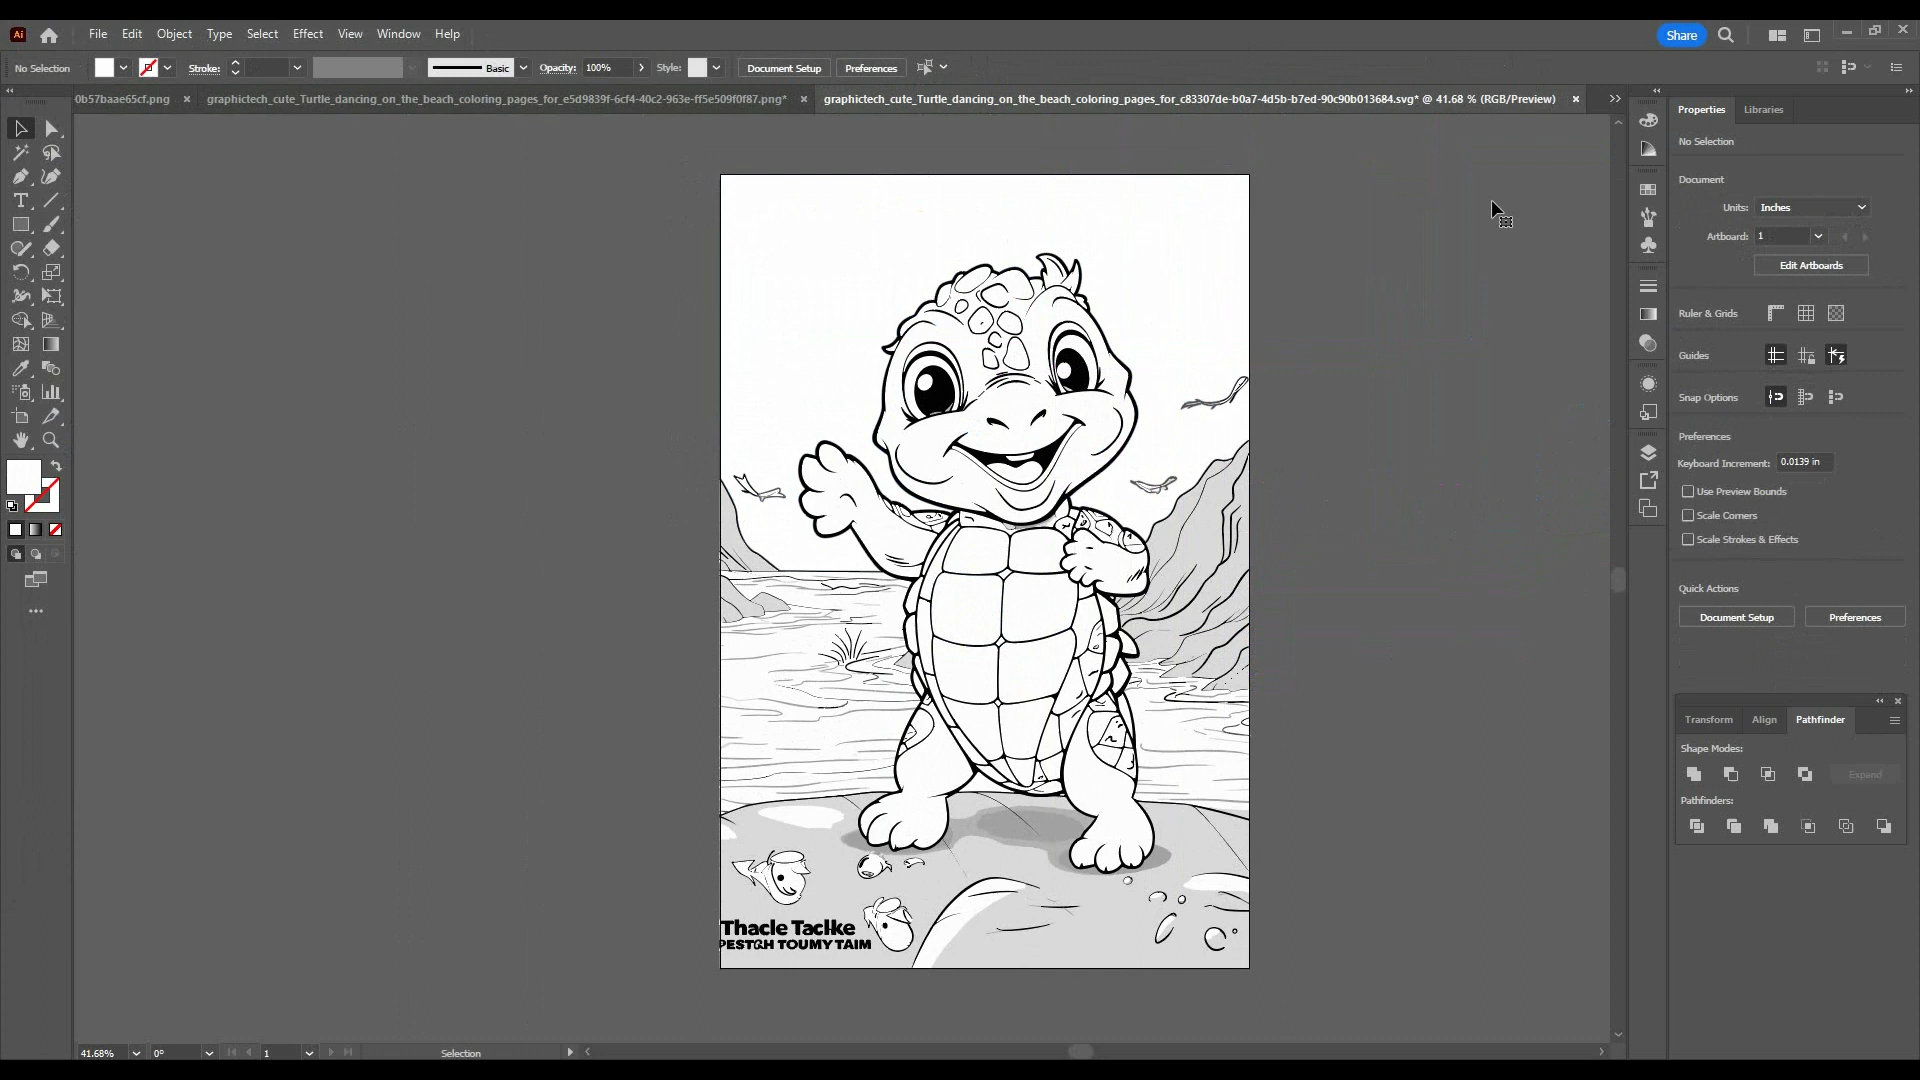 Ai File Edit Object Type Select Effect View Window Help Share
No Selection Stroke: Basic Opacity: 100% Style: Document Setup Preferences
0b57baae65cf.png × graphictech_cute_Turtle_dancing_on_the_beach_coloring_pages_for_e5d9839f-6cf4-40c2-963e-ff5e509f0f87.png* × graphictech_cute_Turtle_dancing_on_the_beach_coloring_pages_for_c83307de-b0a7-4d5b-b7ed-90c90b013684.svg* @ 41.68 % (RGB/Preview) ×
Properties Libraries
No Selection
Document
Units: Inches
Artboard: 1
Edit Artboards
Ruler & Grids
Guides
Snap Options
Preferences
Keyboard Increment: 0.0139 in
Use Preview Bounds
Scale Corners
Scale Strokes & Effects
Quick Actions
Document Setup Preferences
Transform Align Pathfinder
Shape Modes:
Expand
Pathfinders:
Thacle Taclke
PESTCH TOUMY TAIM
41.68% 0° 1 Selection